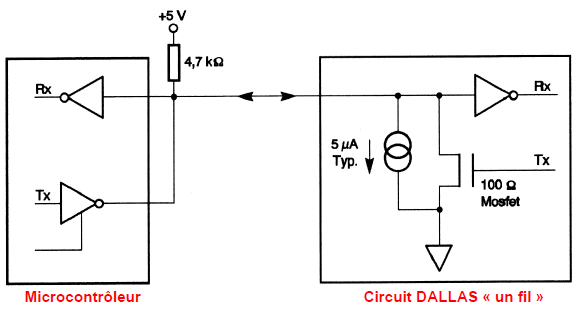 +5 V
4,7 kΩ
Rx
Rx
5 µA
Typ.
Tx
100 Ω
Mosfet
Tx
Microcontrôleur
Circuit DALLAS « un fil »